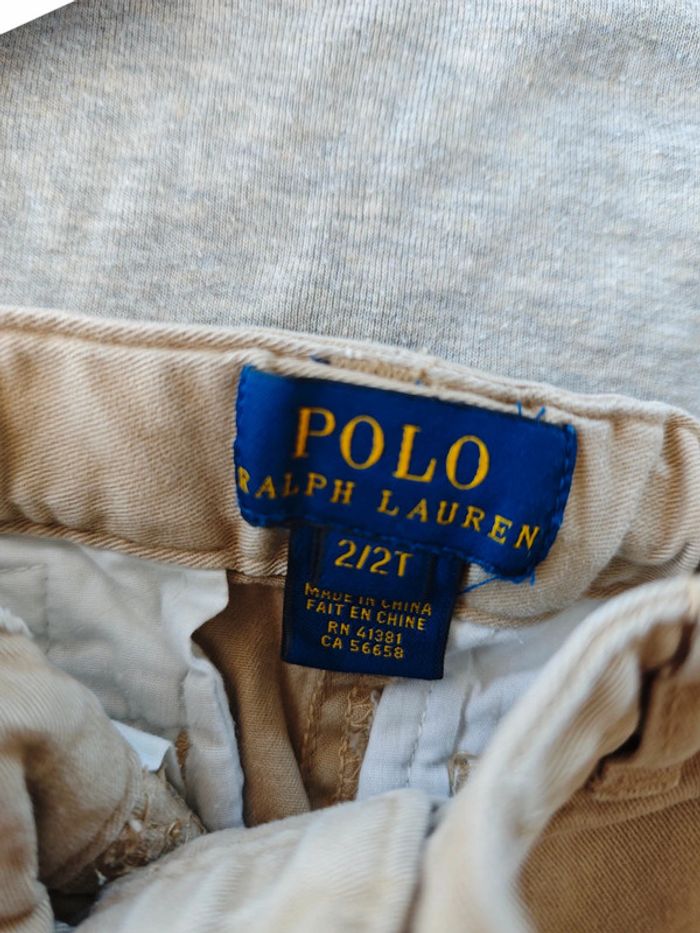 POLO
RALPH LAUREN
2/2T
MADE IN CHINA
FAIT EN CHINE
RN 41381
CA 56658